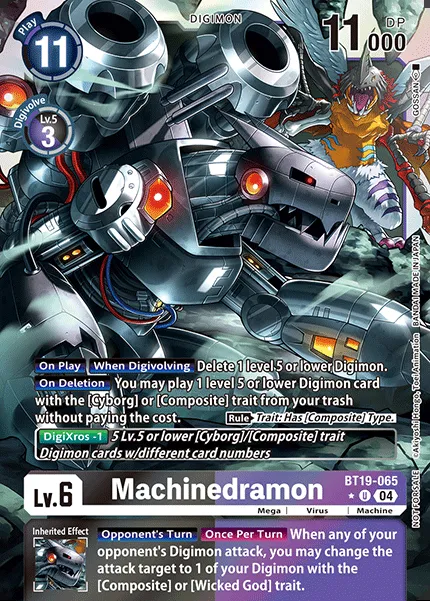 DIGIMON
Play
11
DP
11000
Digivolve
Lv.5
3
GOSSAN
©Akiyoshi Hongo, Toei Animation BANDAI MADE IN JAPAN
NOT FOR SALE
On Play When Digivolving Delete 1 level 5 or lower Digimon.
On Deletion You may play 1 level 5 or lower Digimon card
with the [Cyborg] or [Composite] trait from your trash
without paying the cost. Rule Trait: Has [Composite] Type.
DigiXros -1 5 Lv.5 or lower [Cyborg]/[Composite] trait
Digimon cards w/different card numbers
Lv.6
Machinedramon
BT19-065
U 04
Mega Virus Machine
Inherited Effect
Opponent's Turn Once Per Turn When any of your
opponent's Digimon attack, you may change the
attack target to 1 of your Digimon with the
[Composite] or [Wicked God] trait.